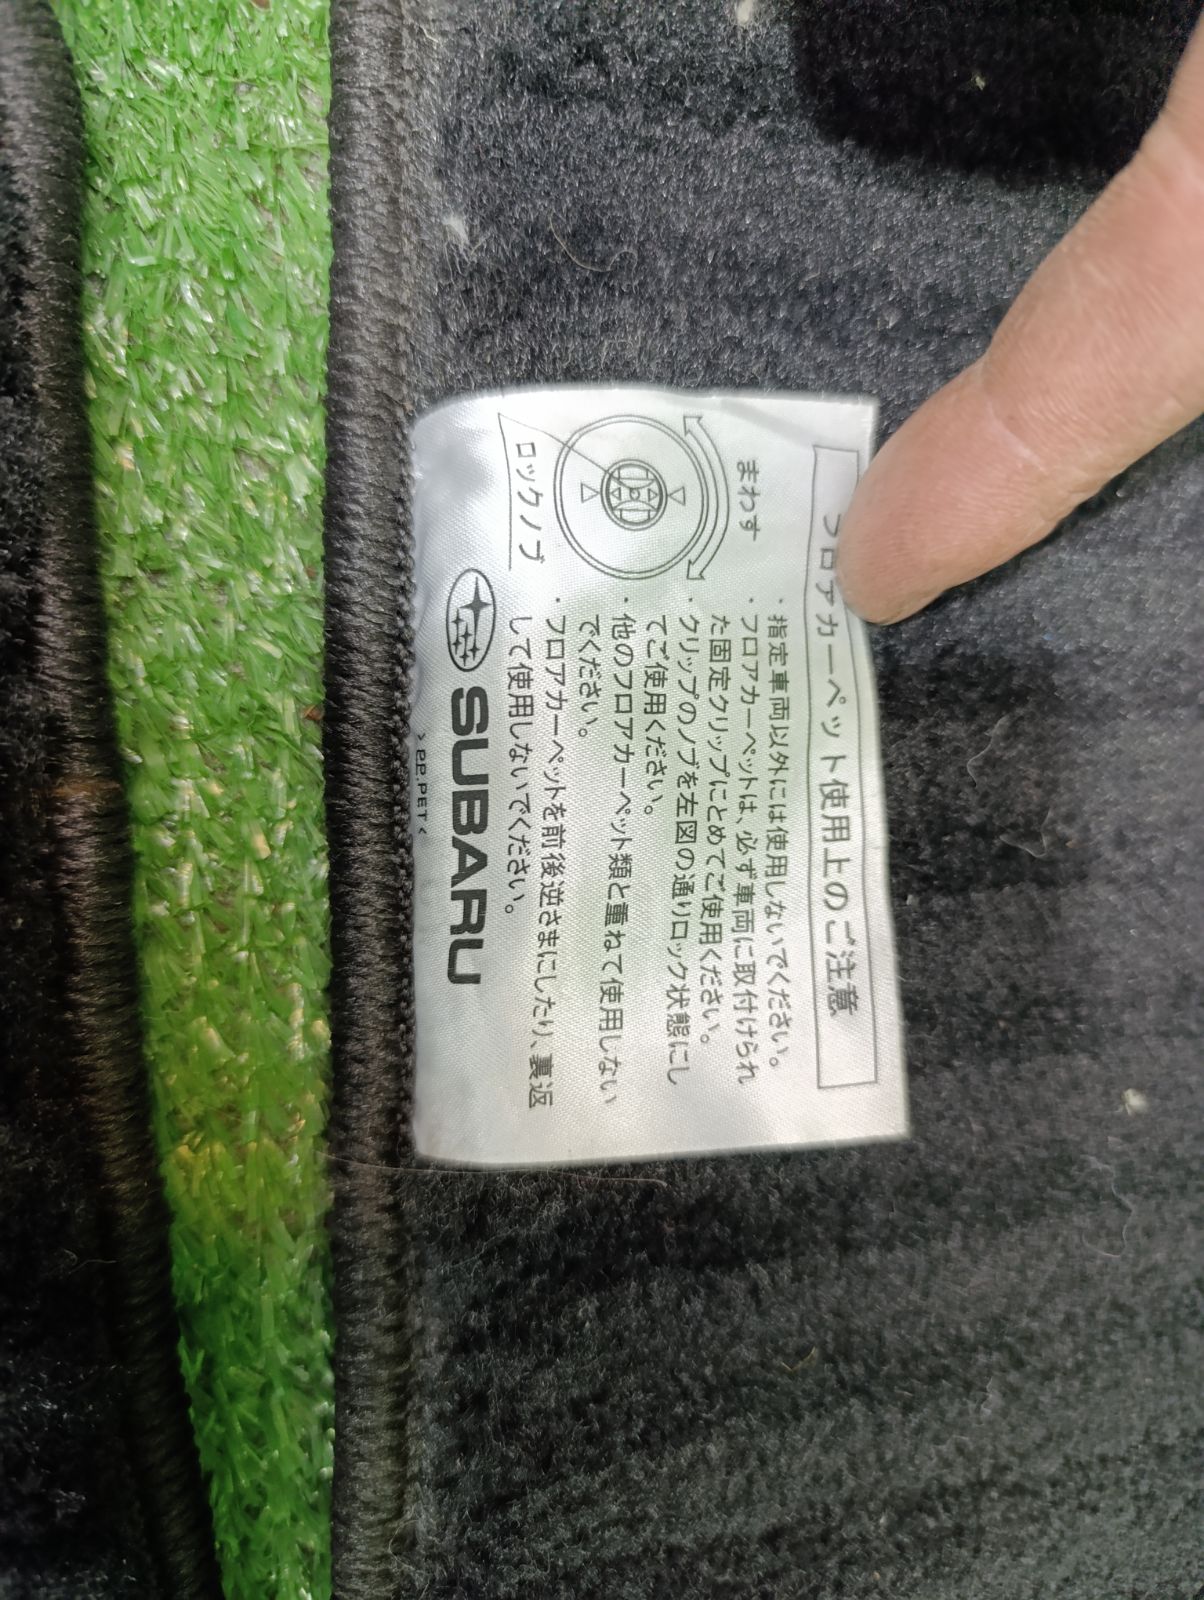 フロアカーペット使用上のご注意
まわす
ロックノブ
・指定車両以外には使用しないでください。
・フロアカーペットは、必ず車両に取付けられ
た固定クリップにとめてご使用ください。
・クリップのノブを左図の通りロック状態にし
てご使用ください。
・他のフロアカーペット類と重ねて使用しない
でください。
・フロアカーペットを前後逆さまにしたり、裏返
して使用しないでください。
SUBARU
>PP,PET<